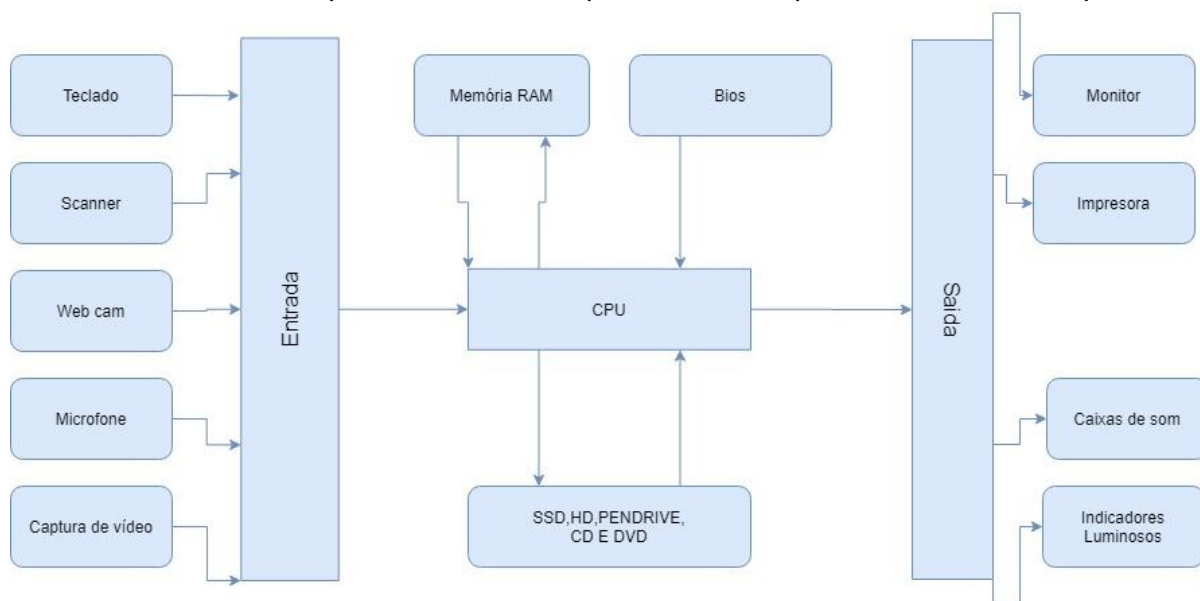 Teclado
Scanner
Web cam
Microfone
Captura de vídeo
Entrada
Memória RAM
Bios
CPU
SSD,HD,PENDRIVE,
CD E DVD
Saida
Monitor
Impresora
Caixas de som
Indicadores
Luminosos